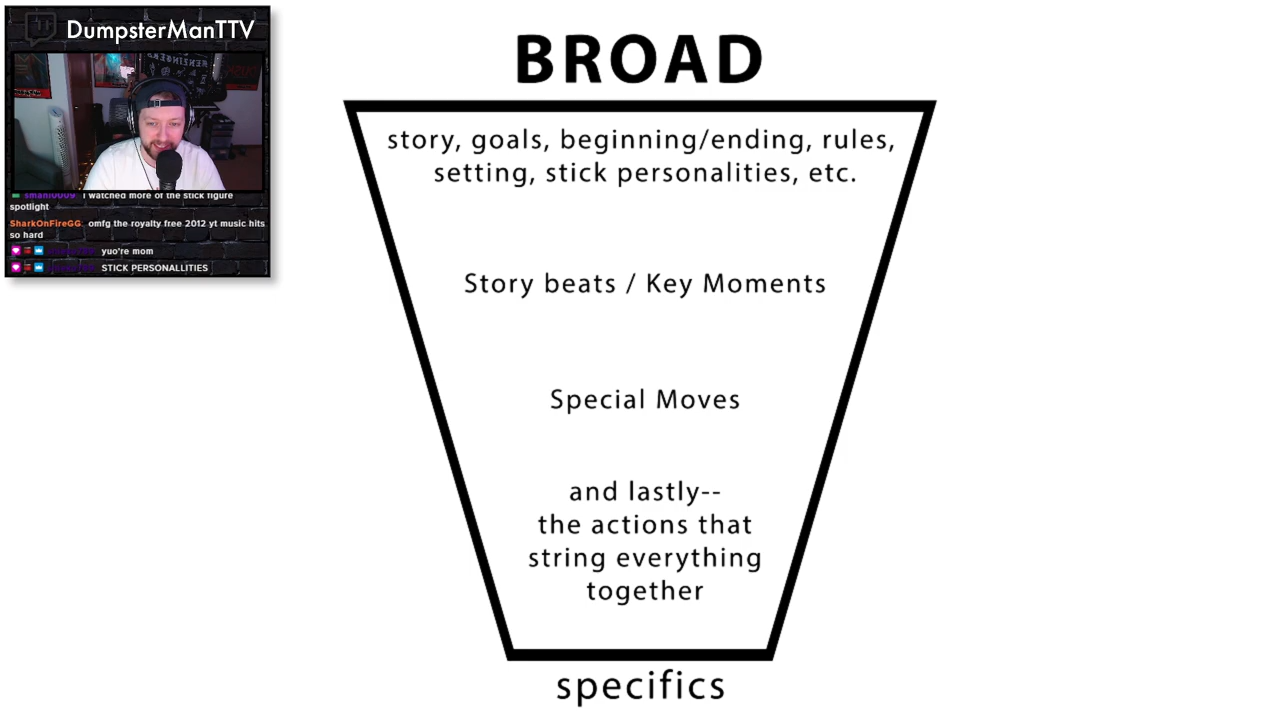 DumpsterManTTV
smarii0009 I watched more of the stick figure
spotlight
SharkOnFireGG: omfg the royalty free 2012 yt music hits
so hard
yuo're mom
STICK PERSONALLITIES
BROAD
story, goals, beginning/ending, rules,
setting, stick personalities, etc.
Story beats / Key Moments
Special Moves
and lastly--
the actions that
string everything
together
specifics